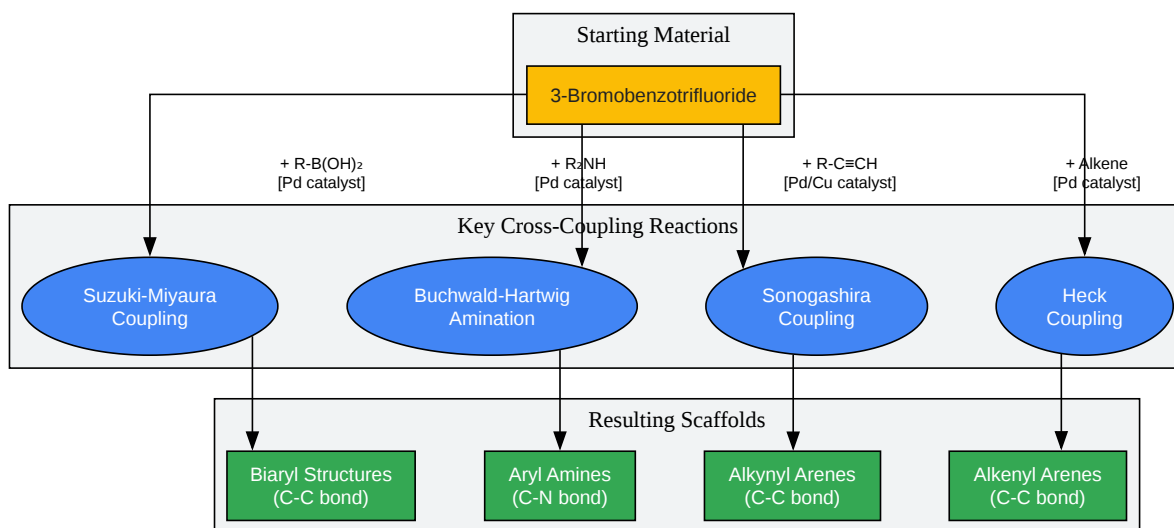 Starting Material
3-Bromobenzotrifluoride
+ R-B(OH)₂
[Pd catalyst]
+ R₂NH
[Pd catalyst]
+ R-C≡CH
[Pd/Cu catalyst]
+ Alkene
[Pd catalyst]
Key Cross-Coupling Reactions
Suzuki-Miyaura
Coupling
Buchwald-Hartwig
Amination
Sonogashira
Coupling
Heck
Coupling
Resulting Scaffolds
Biaryl Structures
(C-C bond)
Aryl Amines
(C-N bond)
Alkynyl Arenes
(C-C bond)
Alkenyl Arenes
(C-C bond)